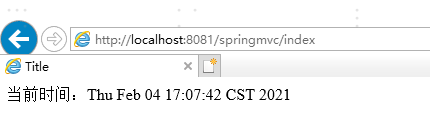 http://localhost:8081/springmvc/index
Title
当前时间：Thu Feb 04 17:07:42 CST 2021